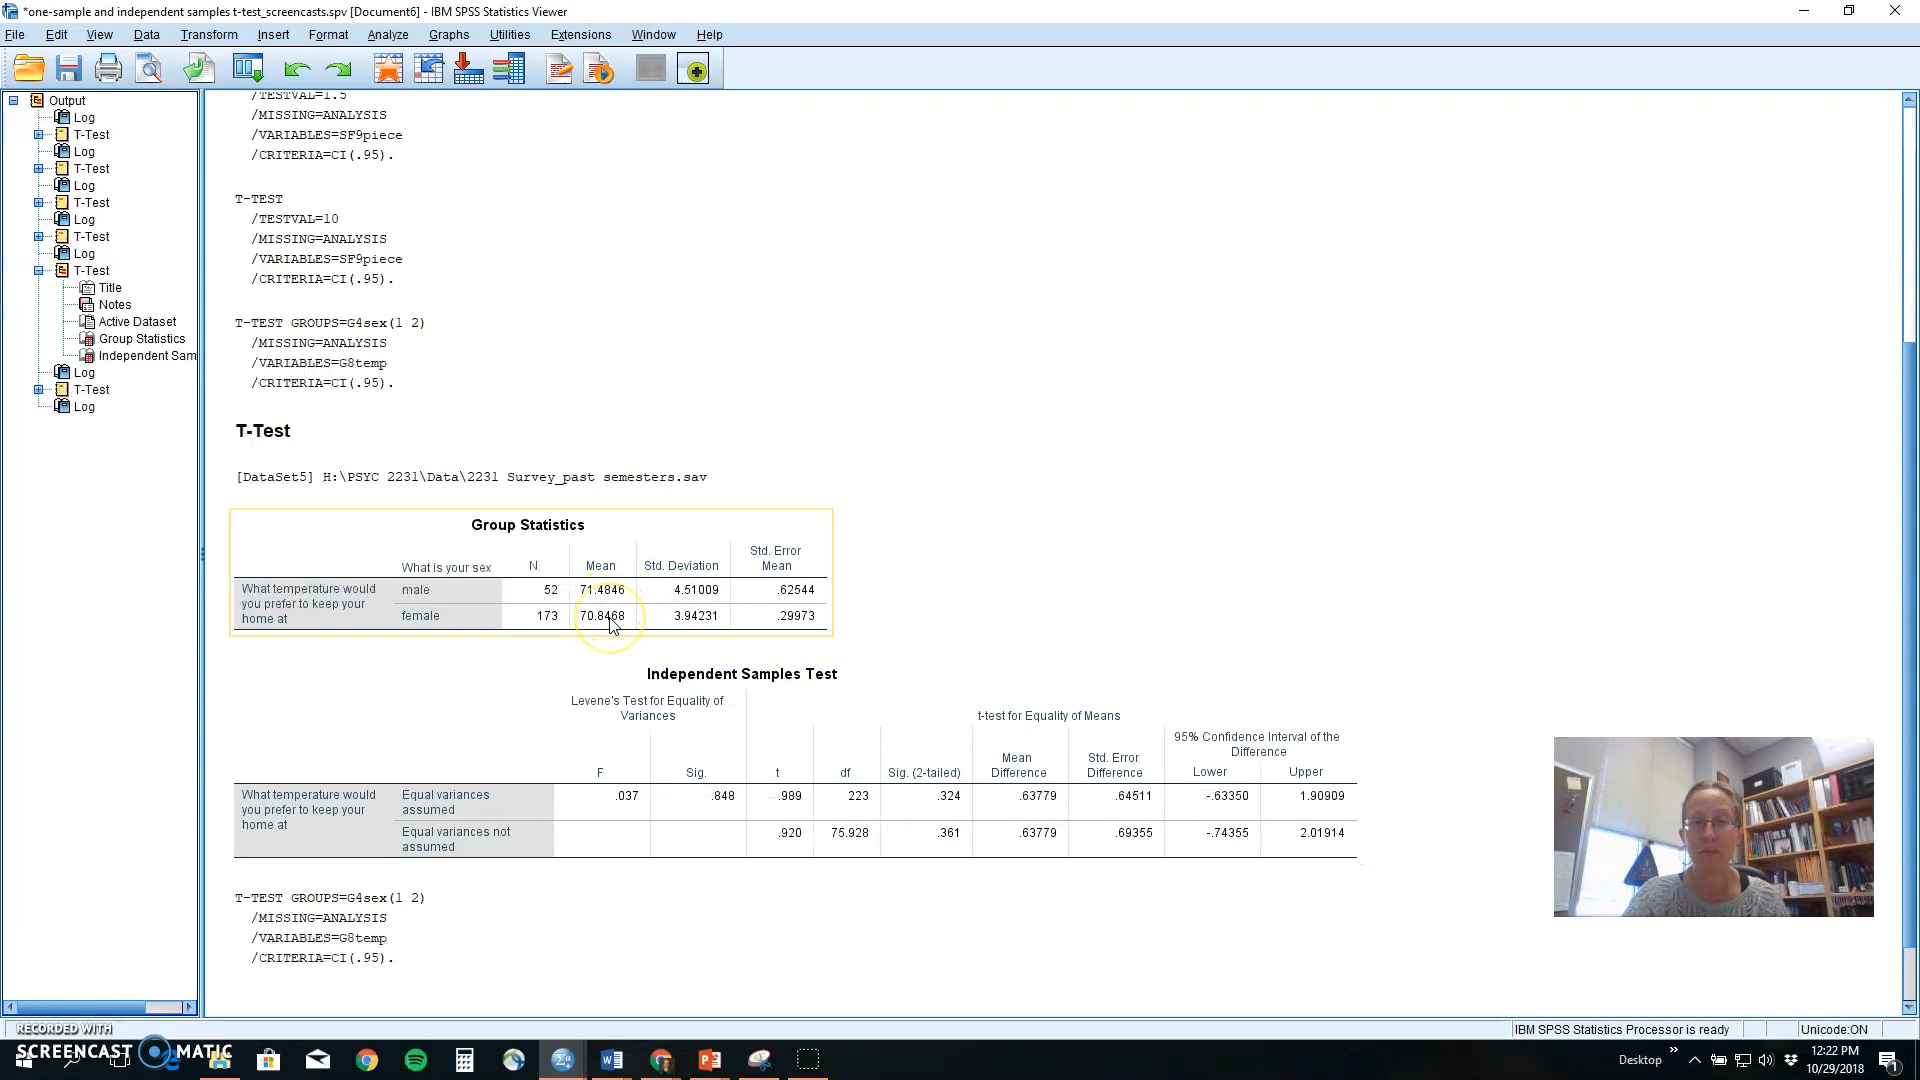 *one-sample and independent samples t-test_screencasts.spv [Document6] - IBM SPSS Statistics Viewer
File Edit View Data Transform Insert Format Analyze Graphs Utilities Extensions Window Help
Output
Log
T-Test
Log
T-Test
Log
T-Test
Log
T-Test
Log
T-Test
Title
Notes
Active Dataset
Group Statistics
Independent Sam
Log
T-Test
Log
/TESTVAL=1.5
/MISSING=ANALYSIS
/VARIABLES=SF9piece
/CRITERIA=CI(.95).
T-TEST
/TESTVAL=10
/MISSING=ANALYSIS
/VARIABLES=SF9piece
/CRITERIA=CI(.95).
T-TEST GROUPS=G4sex(1 2)
/MISSING=ANALYSIS
/VARIABLES=G8temp
/CRITERIA=CI(.95).
T-Test
[DataSet5] H:\PSYC 2231\Data\2231 Survey_past semesters.sav
Group Statistics
What is your sex N Mean Std. Deviation Std. Error Mean
What temperature would you prefer to keep your home at
male 52 71.4846 4.51009 .62544
female 173 70.8468 3.94231 .29973
Independent Samples Test
Levene's Test for Equality of Variances
t-test for Equality of Means
95% Confidence Interval of the Difference
F Sig. t df Sig. (2-tailed) Mean Difference Std. Error Difference Lower Upper
What temperature would you prefer to keep your home at
Equal variances assumed .037 .848 .989 223 .324 .63779 .64511 -.63350 1.90909
Equal variances not assumed .920 75.928 .361 .63779 .69355 -.74355 2.01914
T-TEST GROUPS=G4sex(1 2)
/MISSING=ANALYSIS
/VARIABLES=G8temp
/CRITERIA=CI(.95).
IBM SPSS Statistics Processor is ready Unicode:ON
RECORDED WITH
SCREENCAST MATIC
Desktop
12:22 PM
10/29/2018
1